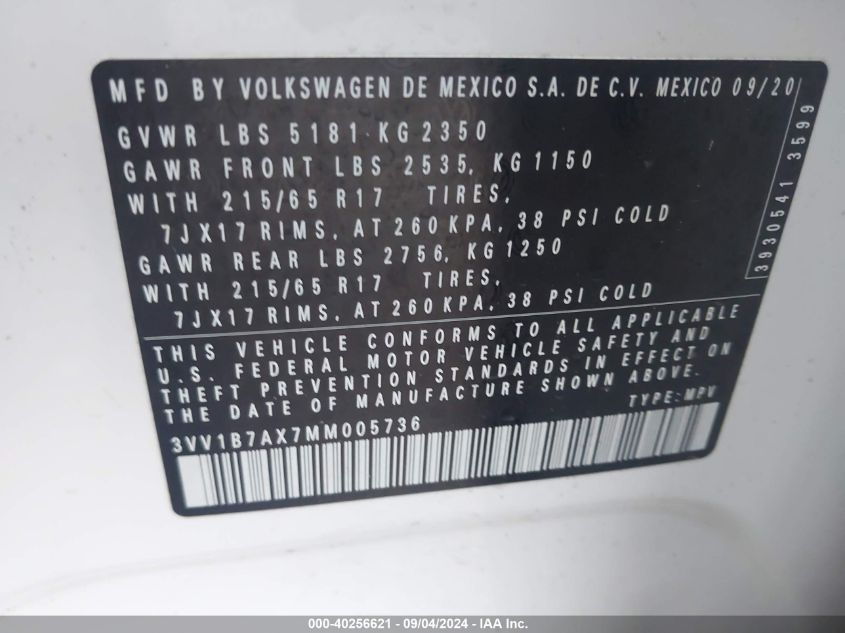 MFD BY VOLKSWAGEN DE MEXICO S.A. DE C.V. MEXICO 09/20
GVWR LBS 5181 KG 2350
GAWR FRONT LBS 2535, KG 1150
WITH 215/65 R17 TIRES,
7JX17 RIMS, AT 260 KPA, 38 PSI COLD
GAWR REAR LBS 2756, KG 1250
WITH 215/65 R17 TIRES,
7JX17 RIMS, AT 260 KPA, 38 PSI COLD
3930541 3599
THIS VEHICLE CONFORMS TO ALL APPLICABLE
U.S. FEDERAL MOTOR VEHICLE SAFETY AND
THEFT PREVENTION STANDARDS IN EFFECT ON
THE DATE OF MANUFACTURE SHOWN ABOVE.
TYPE: MPV
3VV1B7AX7MM005736
000-40256621 - 09/04/2024 - IAA Inc.